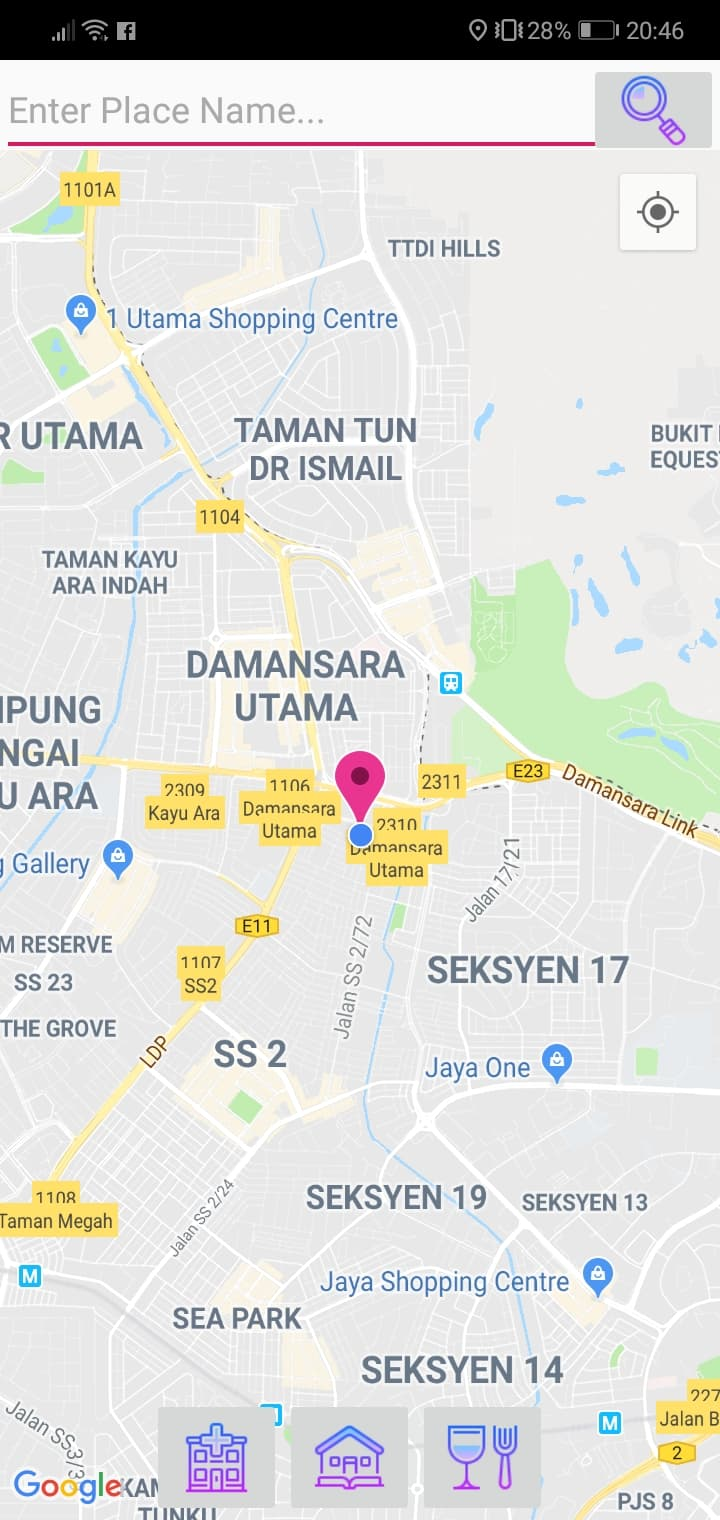 28% 20:46
Enter Place Name...
1101A
TTDI HILLS
1 Utama Shopping Centre
R UTAMA
TAMAN TUN
DR ISMAIL
BUKIT
EQUES
1104
TAMAN KAYU
ARA INDAH
DAMANSARA
UTAMA
IPUNG
NGAI
U ARA
2309
Kayu Ara
1106
Damansara
Utama
2311
E23
Damansara Link
2310
Damansara
Utama
g Gallery
Jalan 17/21
E11
M RESERVE
SS 23
1107
SS2
Jalan SS 2/72
SEKSYEN 17
THE GROVE
LDP
SS 2
Jaya One
1108
Taman Megah
Jalan SS 2/24
SEKSYEN 19
SEKSYEN 13
M
Jaya Shopping Centre
SEA PARK
SEKSYEN 14
227
Jalan B
M
2
Jalan SS3/3
Google
KAM
TUNKU
PJS 8